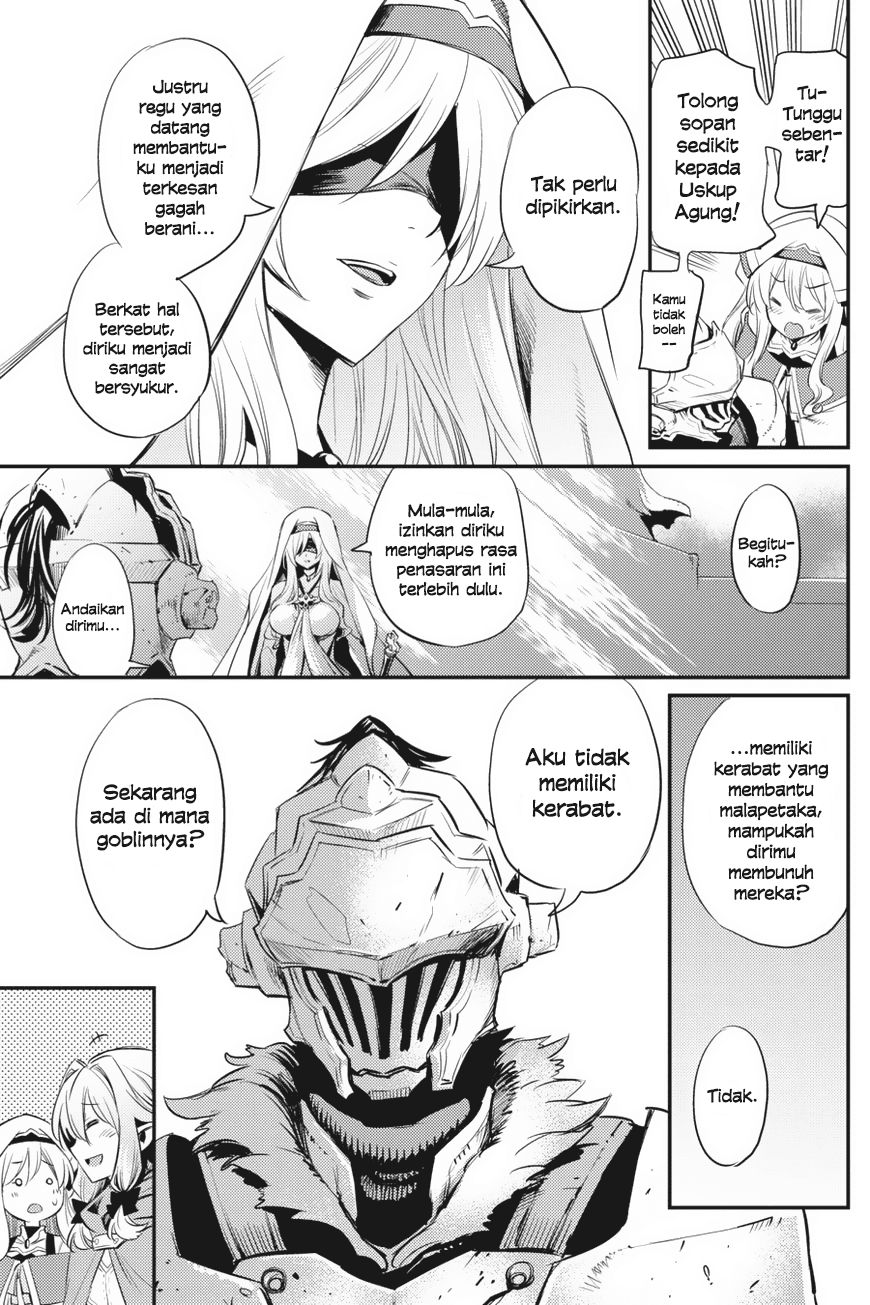 Tu-
Tunggu
seben-
tar!
Tolong
sopan
sedikit
kepada
Uskup
Agung!
Kamu
tidak
boleh
--
Tak perlu
dipikirkan.
Justru
regu yang
datang
membantu-
ku menjadi
terkesan
gagah
berani...
Berkat hal
tersebut,
diriku menjadi
sangat
bersyukur.
Begitu-
kah?
Mula-mula,
izinkan diriku
menghapus rasa
penasaran ini
terlebih dulu.
Andaikan
dirimu...
...memiliki
kerabat yang
membantu
malapetaka,
mampukah
dirimu
membunuh
mereka?
Tidak.
Aku tidak
memiliki
kerabat.
Sekarang
ada di mana
goblinnya?